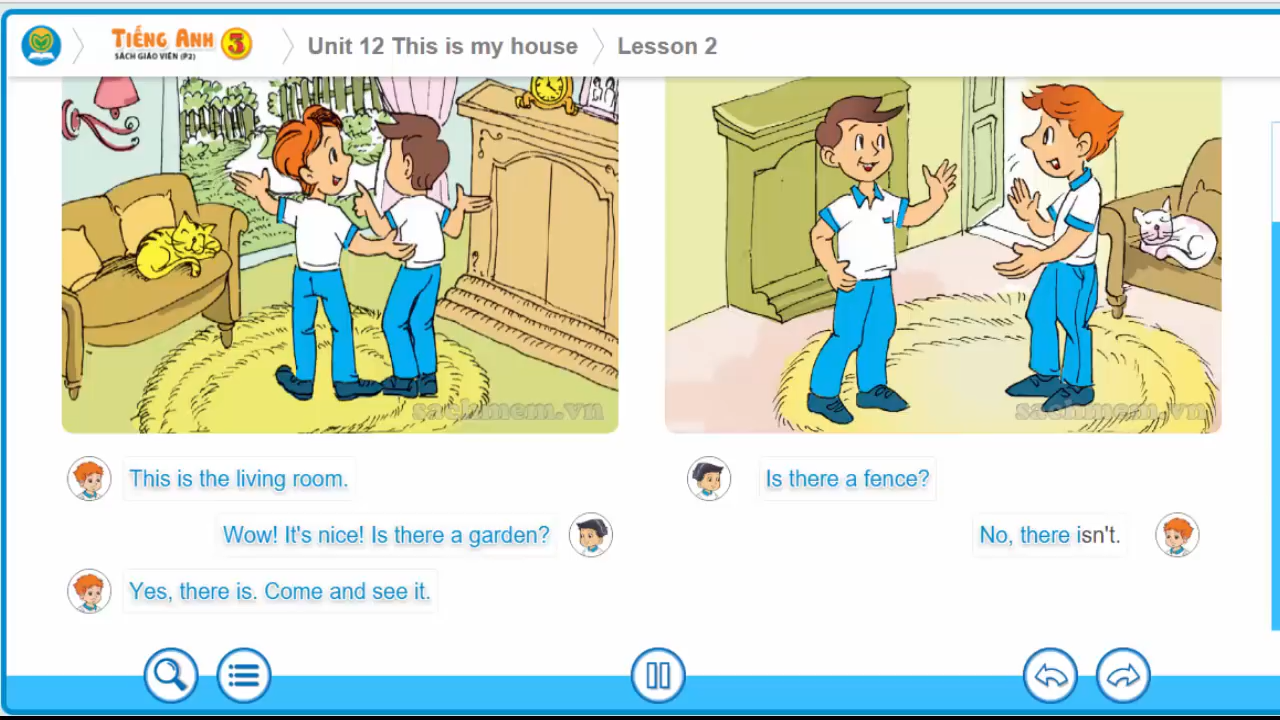 TIẾNG ANH 3
SÁCH GIÁO VIÊN (P2)
Unit 12 This is my house
Lesson 2
sachmem.vn
sachmem.vn
This is the living room.
Wow! It's nice! Is there a garden?
Yes, there is. Come and see it.
Is there a fence?
No, there isn't.